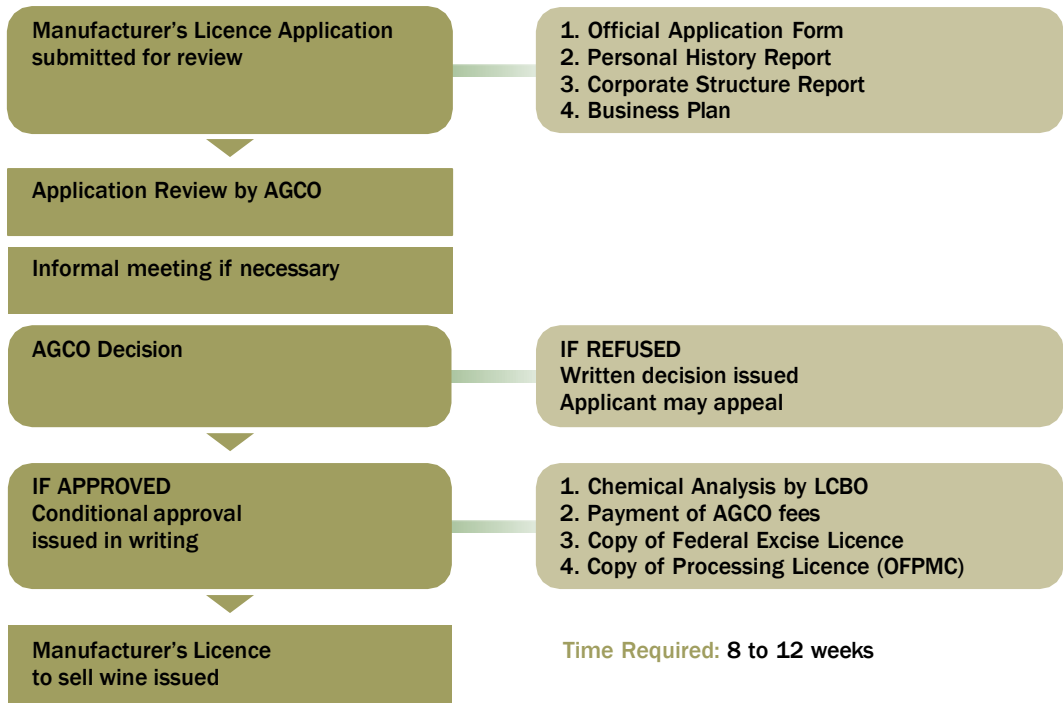 Manufacturer's Licence Application
submitted for review
1. Official Application Form
2. Personal History Report
3. Corporate Structure Report
4. Business Plan
Application Review by AGCO
Informal meeting if necessary
AGCO Decision
IF REFUSED
Written decision issued
Applicant may appeal
IF APPROVED
Conditional approval
issued in writing
1. Chemical Analysis by LCBO
2. Payment of AGCO fees
3. Copy of Federal Excise Licence
4. Copy of Processing Licence (OFPMC)
Manufacturer's Licence
to sell wine issued
Time Required: 8 to 12 weeks